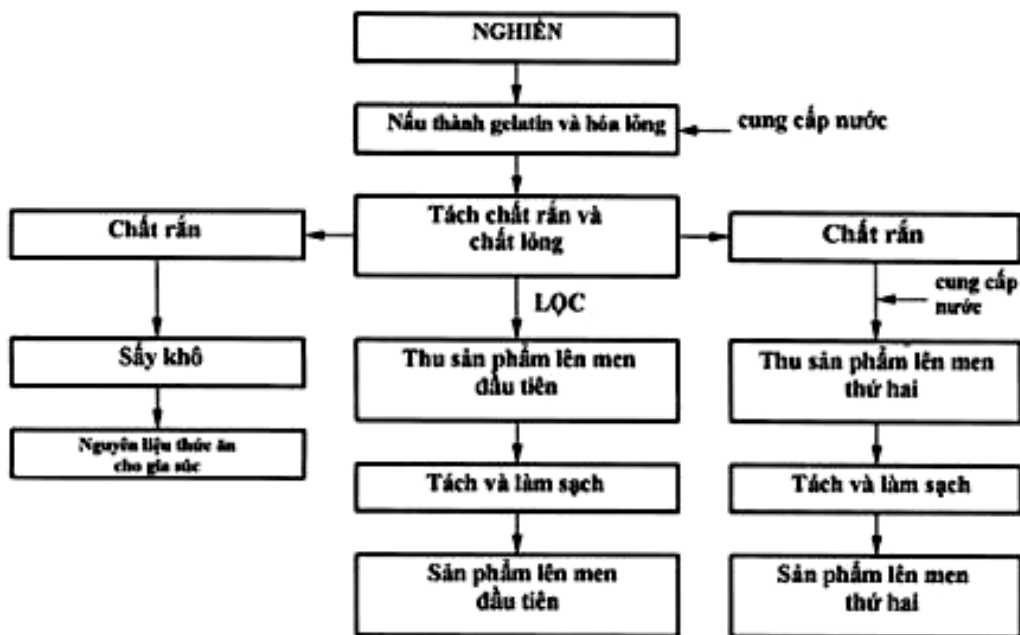 NGHIỀN
Nấu thành gelatin và hóa lỏng
cung cấp nước
Tách chất rắn và
chất lỏng
Chất rắn
Chất rắn
LỌC
cung cấp
nước
Sấy khô
Thu sản phẩm lên men
đầu tiên
Thu sản phẩm lên men
thứ hai
Nguyên liệu thức ăn
cho gia súc
Tách và làm sạch
Tách và làm sạch
Sản phẩm lên men
đầu tiên
Sản phẩm lên men
thứ hai